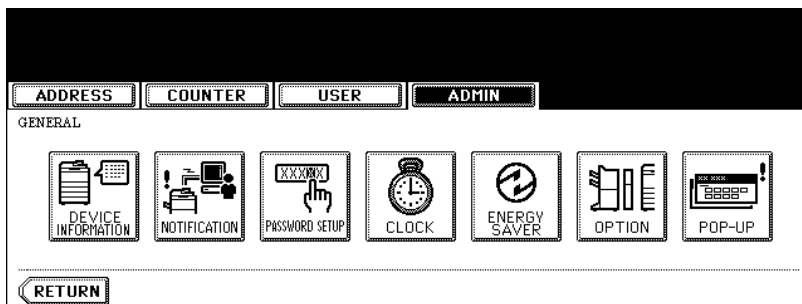 ADDRESS COUNTER USER ADMIN
GENERAL
XXXXXX XX XXX
DEVICE INFORMATION NOTIFICATION PASSWORD SETUP CLOCK ENERGY SAVER OPTION POP-UP
RETURN